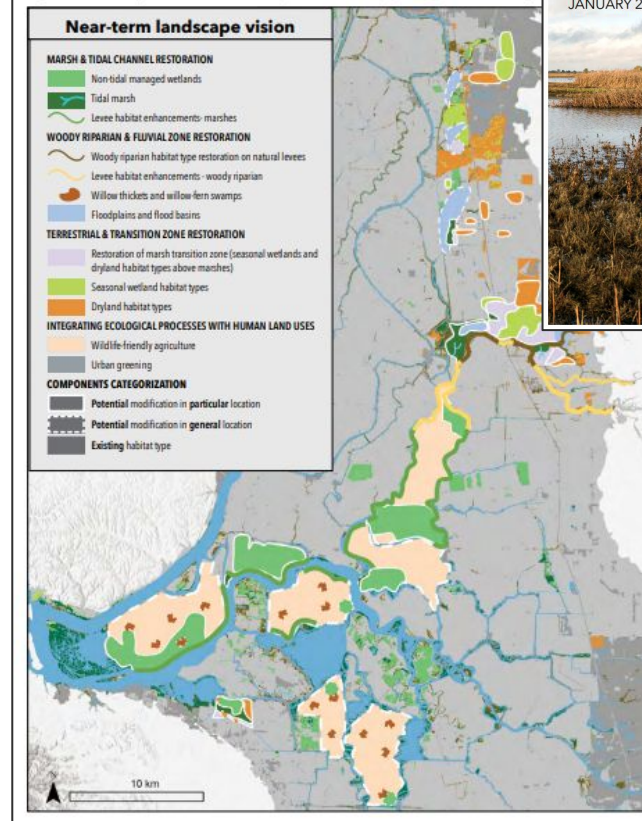 JANUARY 2
Near-term landscape vision
MARSH & TIDAL CHANNEL RESTORATION
Non-tidal managed wetlands
Tidal marsh
Levee habitat enhancements- marshes
WOODY RIPARIAN & FLUVIAL ZONE RESTORATION
Woody riparian habitat type restoration on natural levees
Levee habitat enhancements - woody riparian
Willow thickets and willow-fern swamps
Floodplains and flood basins
TERRESTRIAL & TRANSITION ZONE RESTORATION
Restoration of marsh transition zone (seasonal wetlands and
dryland habitat types above marshes)
Seasonal wetland habitat types
Dryland habitat types
INTEGRATING ECOLOGICAL PROCESSES WITH HUMAN LAND USES
Wildlife-friendly agriculture
Urban greening
COMPONENTS CATEGORIZATION
Potential modification in particular location
Potential modification in general location
Existing habitat type
10 km